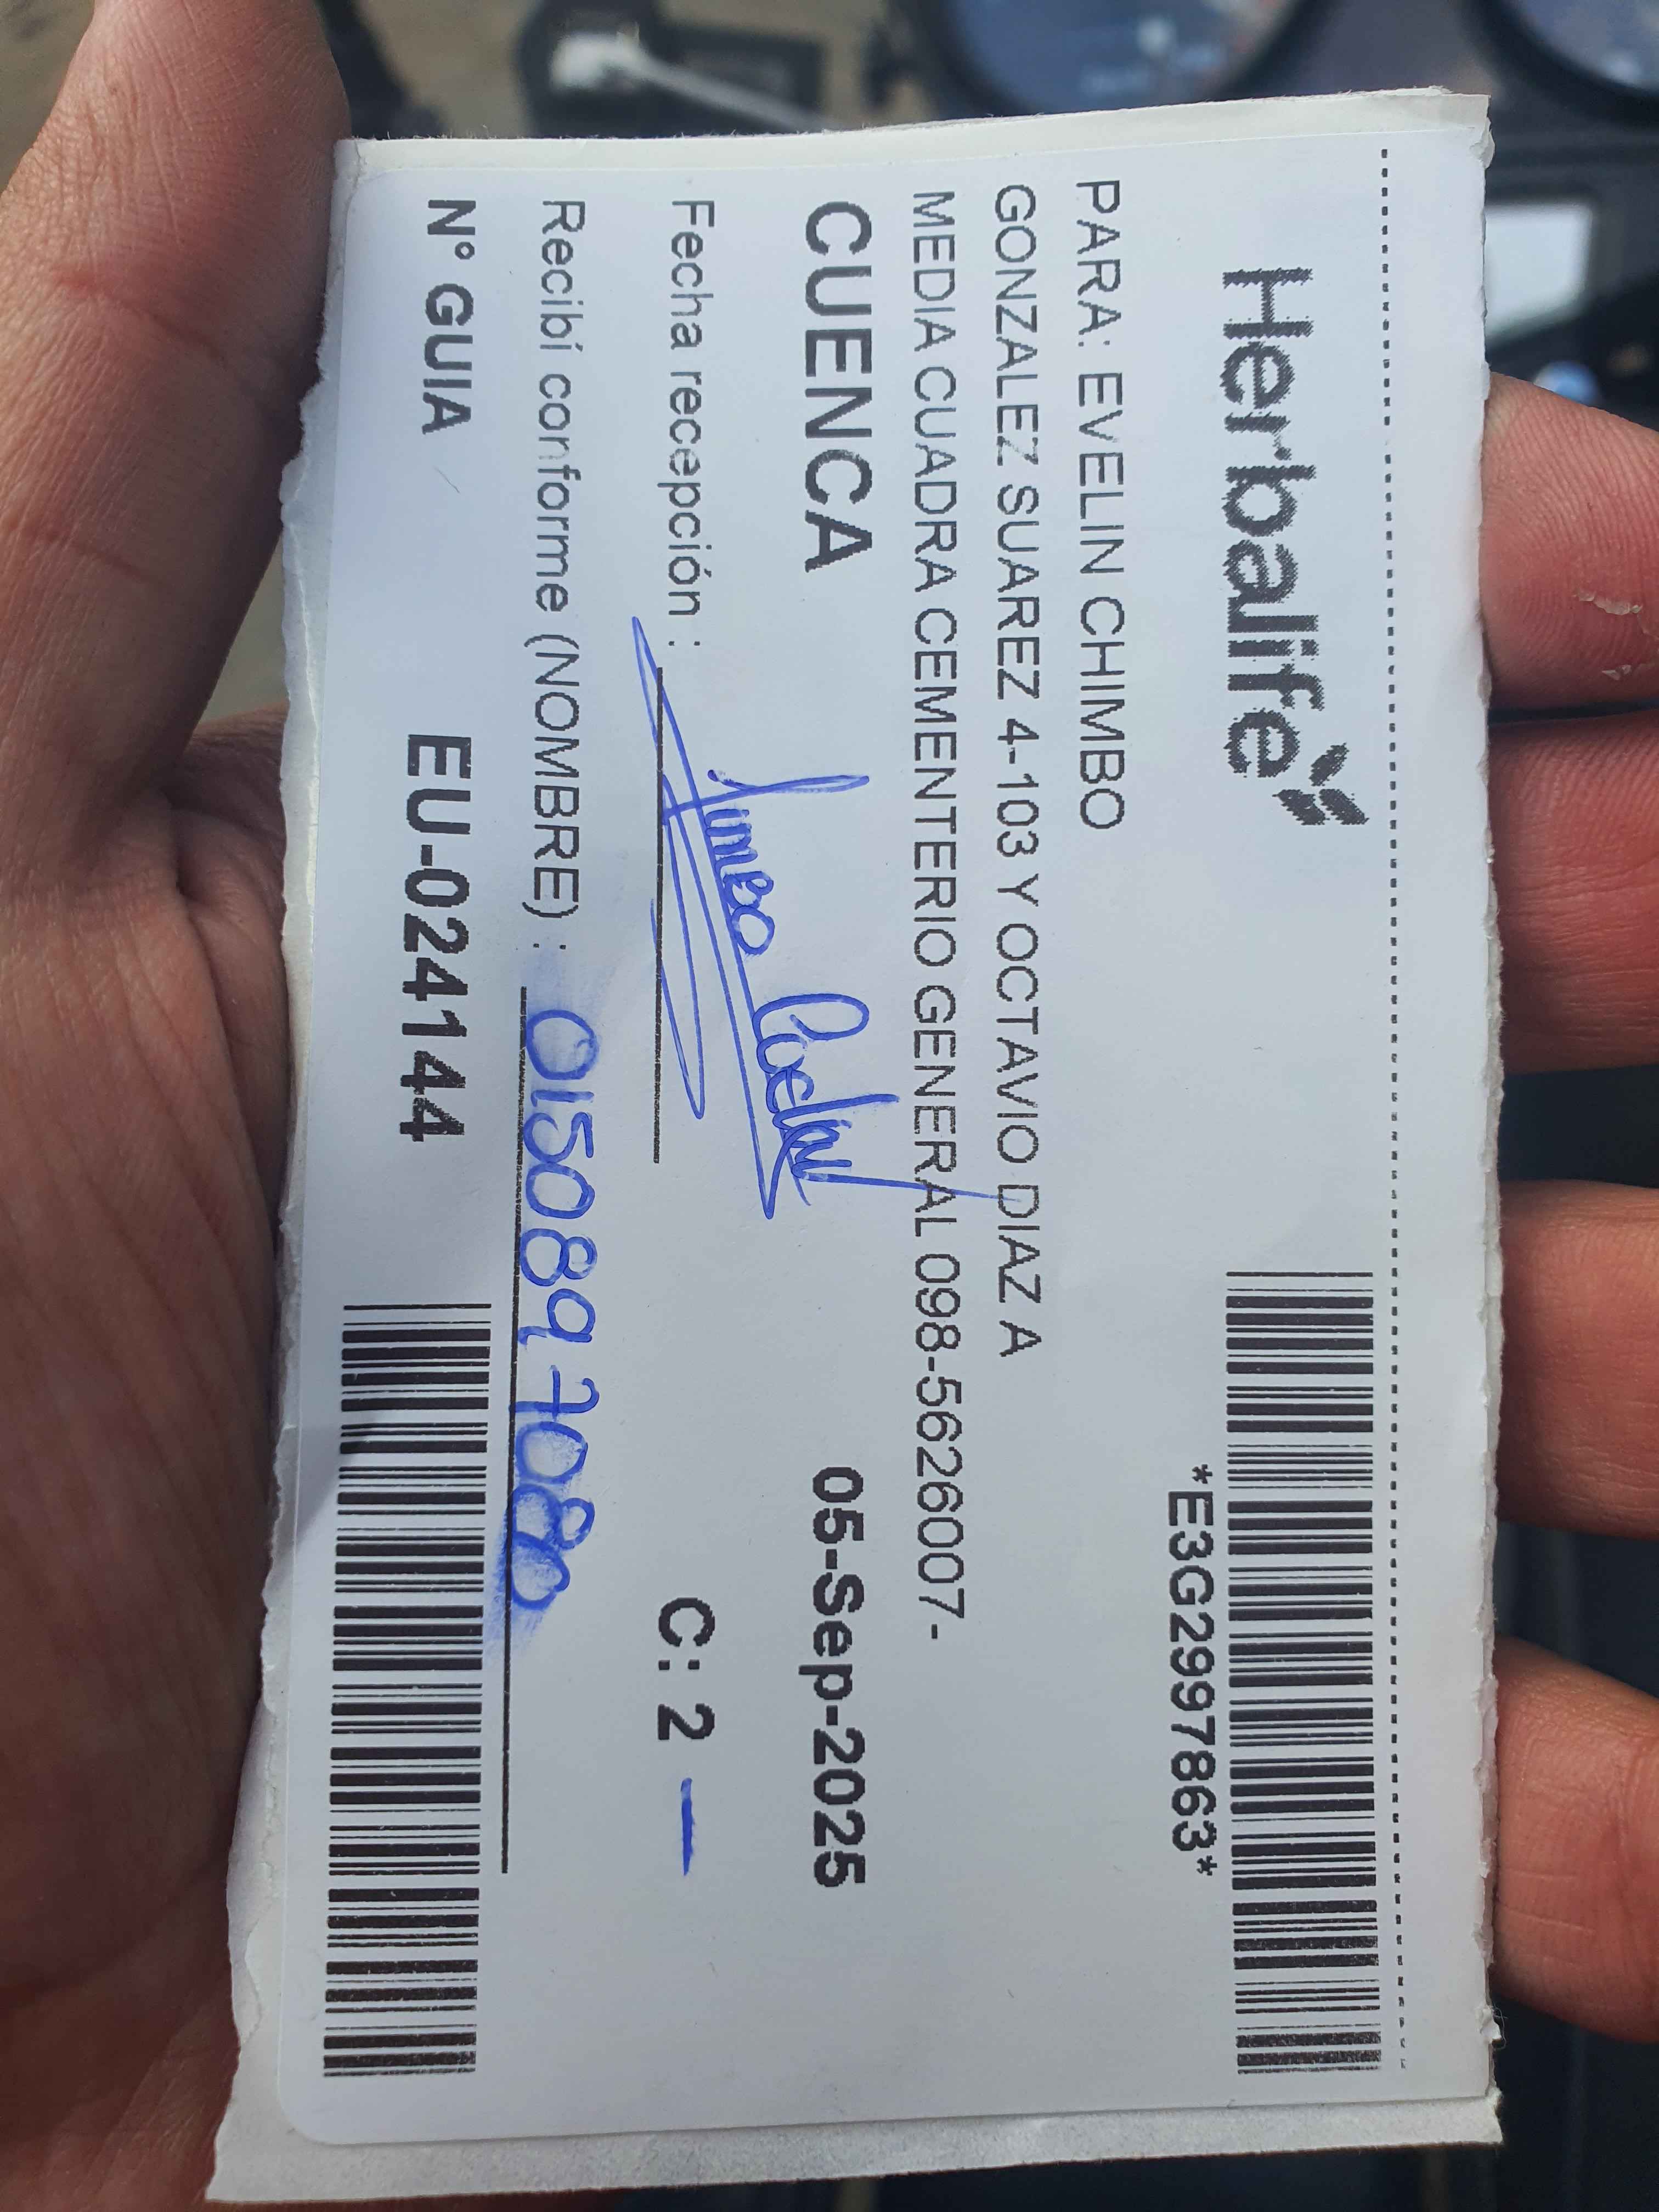 Herbalife
*E3G2997863*
PARA: EVELIN CHIMBO
GONZALEZ SUAREZ 4-103 Y OCTAVIO DIAZ A
MEDIA CUADRA CEMENTERIO GENERAL 098-5626007-
CUENCA 05-Sep-2025
Fecha recepción : C: 2 –
Recibí conforme (NOMBRE) : 0150897080
N° GUIA EU-024144